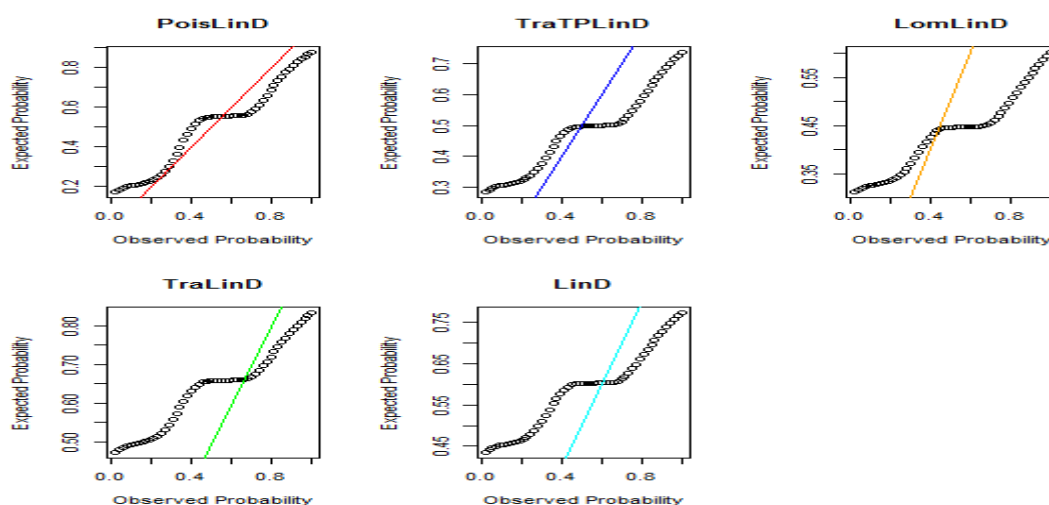 PoisLinD
TraTPLinD
LomLinD
Expected Probability
0.2 0.4 0.6 0.8
0.0 0.4 0.8
Observed Probability
Expected Probability
0.3 0.4 0.5 0.6 0.7
0.0 0.4 0.8
Observed Probability
Expected Probability
0.35 0.45 0.55
0.0 0.4 0.8
Observed Probability
TraLinD
LinD
Expected Probability
0.50 0.60 0.70 0.80
0.0 0.4 0.8
Observed Probability
Expected Probability
0.45 0.55 0.65 0.75
0.0 0.4 0.8
Observed Probability